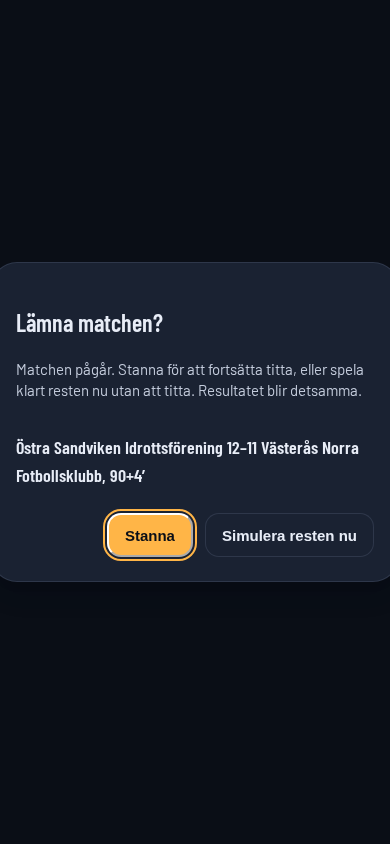 Lämna matchen?
Matchen pågår. Stanna för att fortsätta titta, eller spela
klart resten nu utan att titta. Resultatet blir detsamma.
Östra Sandviken Idrottsförening 12–11 Västerås Norra
Fotbollsklubb, 90+4′
Stanna
Simulera resten nu